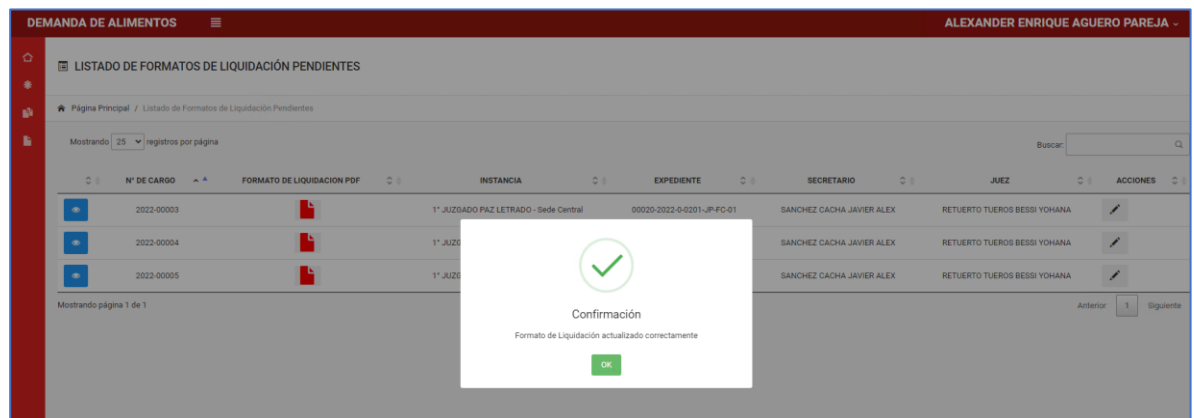 DEMANDA DE ALIMENTOS
ALEXANDER ENRIQUE AGUERO PAREJA
LISTADO DE FORMATOS DE LIQUIDACIÓN PENDIENTES
Página Principal / Listado de Formatos de Liquidación Pendientes
Mostrando 25 registros por página
Buscar:
N° DE CARGO FORMATO DE LIQUIDACION PDF INSTANCIA EXPEDIENTE SECRETARIO JUEZ ACCIONES
2022-00003 1° JUZGADO PAZ LETRADO - Sede Central 00020-2022-0-0201-JP-FC-01 SANCHEZ CACHA JAVIER ALEX RETUERTO TUEROS BESSI YOHANA
2022-00004 1° JUZG SANCHEZ CACHA JAVIER ALEX RETUERTO TUEROS BESSI YOHANA
2022-00005 1° JUZG SANCHEZ CACHA JAVIER ALEX RETUERTO TUEROS BESSI YOHANA
Mostrando página 1 de 1
Anterior 1 Siguiente
Confirmación
Formato de Liquidación actualizado correctamente
OK